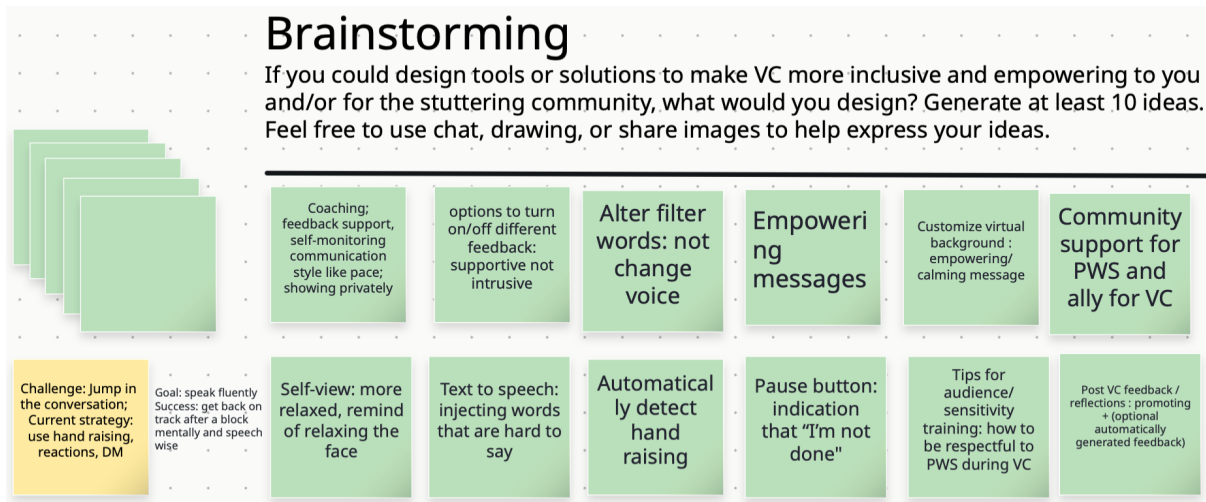 Brainstorming
If you could design tools or solutions to make VC more inclusive and empowering to you
and/or for the stuttering community, what would you design? Generate at least 10 ideas.
Feel free to use chat, drawing, or share images to help express your ideas.
Coaching;
feedback support,
self-monitoring
communication
style like pace;
showing privately
options to turn
on/off different
feedback:
supportive not
intrusive
Alter filter
words: not
change
voice
Empoweri
ng
messages
Customize virtual
background :
empowering/
calming message
Community
support for
PWS and
ally for VC
Challenge: Jump in
the conversation;
Current strategy:
use hand raising,
reactions, DM
Goal: speak fluently
Success: get back on
track after a block
mentally and speech
wise
Self-view: more
relaxed, remind
of relaxing the
face
Text to speech:
injecting words
that are hard to
say
Automatical
ly detect
hand
raising
Pause button:
indication
that “I’m not
done"
Tips for
audience/
sensitivity
training: how to
be respectful to
PWS during VC
Post VC feedback /
reflections : promoting
+ (optional
automatically
generated feedback)